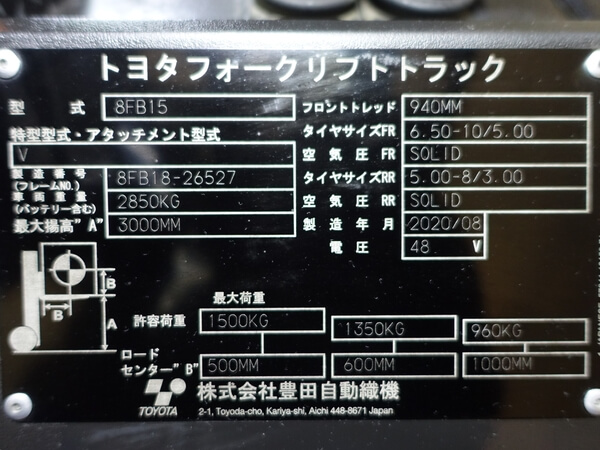 トヨタフォークリフトトラック
型式 8FB15 フロントトレッド 940MM
特型型式・アタッチメント型式 タイヤサイズFR 6.50-10/5.00
V 空気圧 FR SOLID
製造番号 (フレームNO.) 8FB18-26527 タイヤサイズRR 5.00-8/3.00
車両重量 (バッテリー含む) 2850KG 空気圧 RR SOLID
最大揚高"A" 3000MM 製造年月 2020/08
電圧 48 V
B
B A
最大荷重
許容荷重 1500KG 1350KG 960KG
ロードセンター"B" 500MM 600MM 1000MM
株式会社豊田自動織機
TOYOTA 2-1, Toyoda-cho, Kariya-shi, Aichi 448-8671 Japan